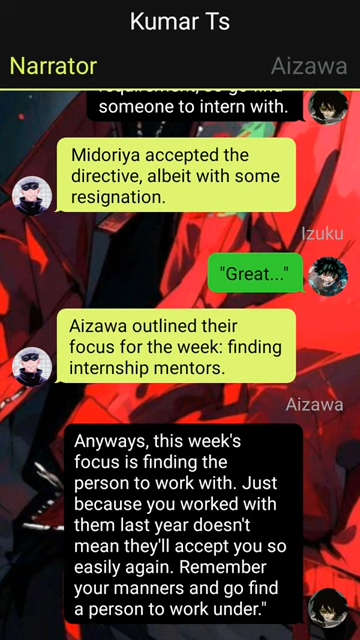 Kumar Ts
Narrator
Aizawa
someone to intern with.
Midoriya accepted the
directive, albeit with some
resignation.
Izuku
"Great..."
Aizawa outlined their
focus for the week: finding
internship mentors.
Aizawa
Anyways, this week's
focus is finding the
person to work with. Just
because you worked with
them last year doesn't
mean they'll accept you so
easily again. Remember
your manners and go find
a person to work under."